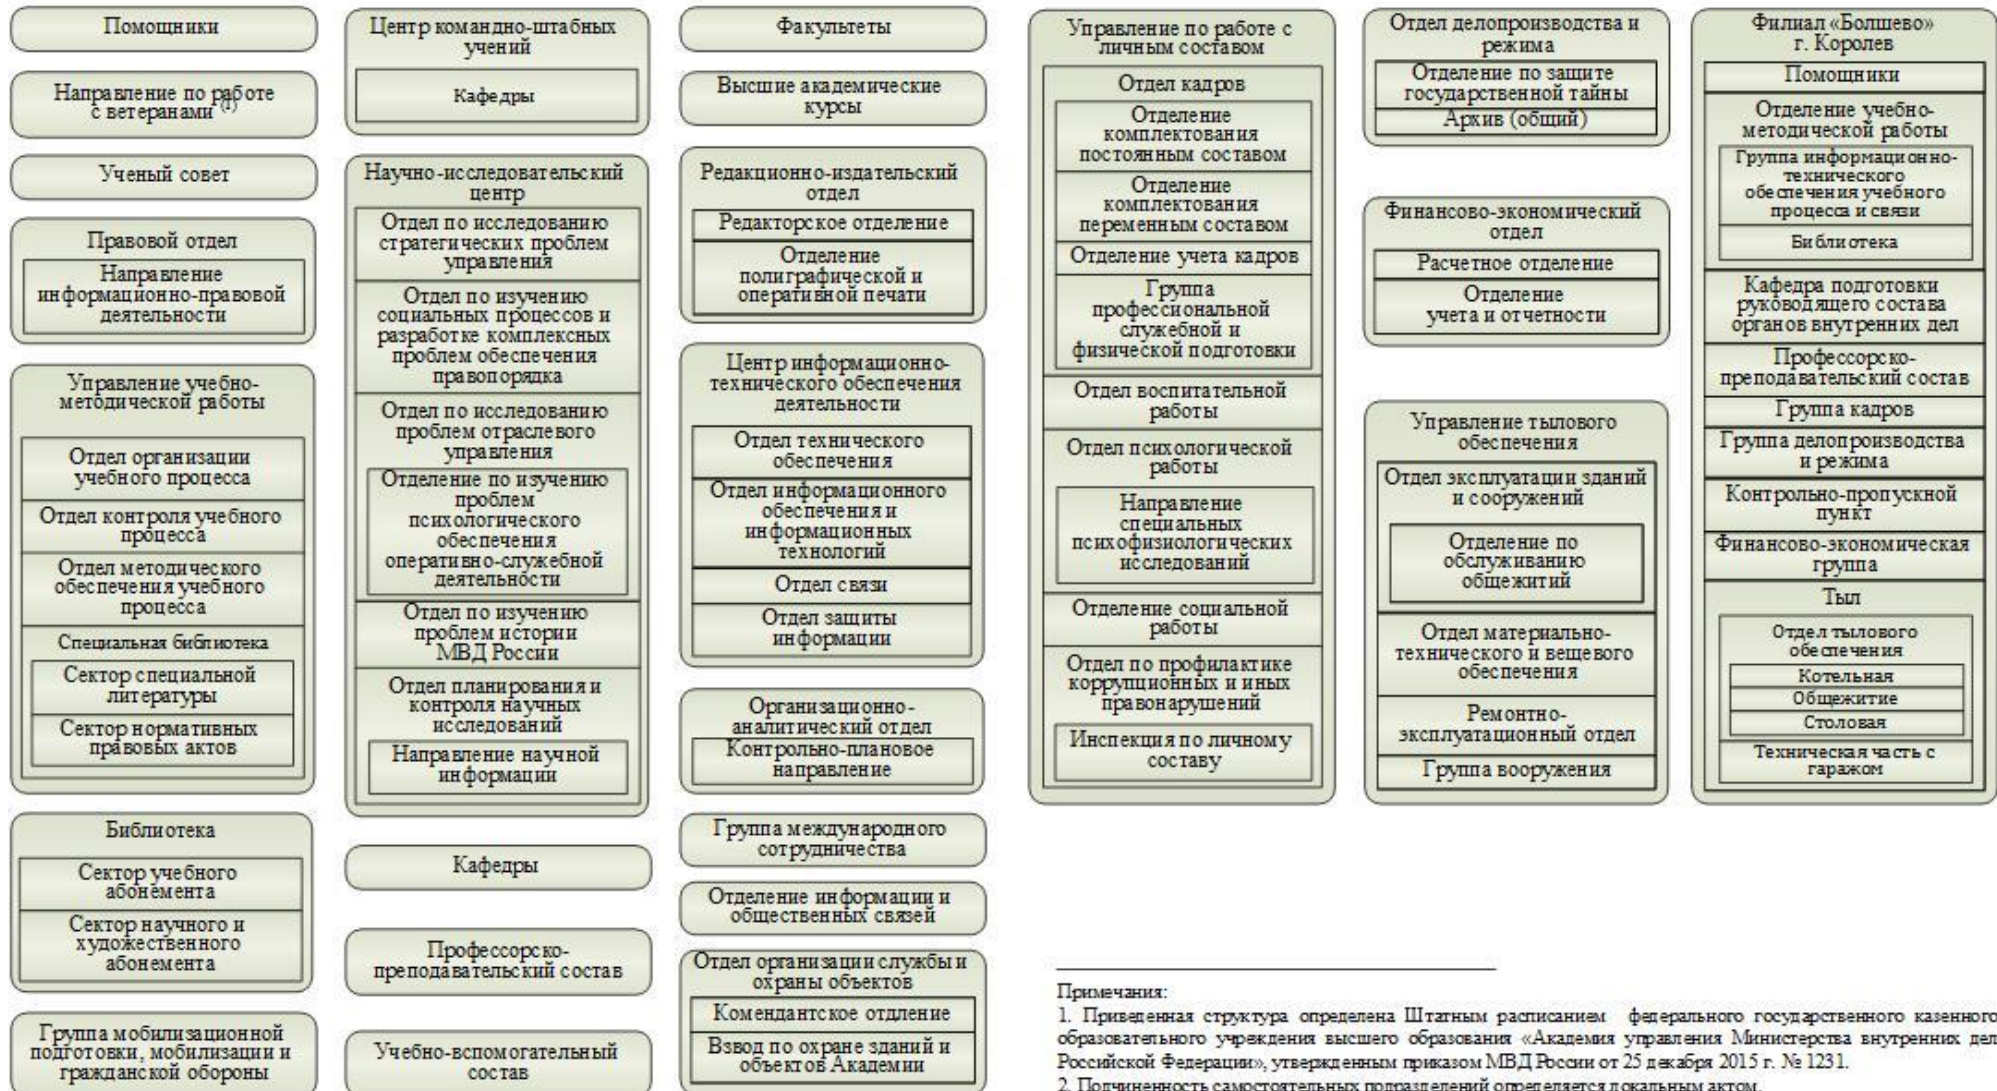 Помощники
Направление по работе
с ветеранами (1)
Ученый совет
Правовой отдел
Направление
информационно-правовой
деятельности
Управление учебно-
методической работы
Отдел организации
учебного процесса
Отдел контроля учебного
процесса
Отдел методического
обеспечения учебного
процесса
Специальная библиотека
Сектор специальной
литературы
Сектор нормативных
правовых актов
Библиотека
Сектор учебного
абонемента
Сектор научного и
художественного
абонемента
Группа мобилизационной
подготовки, мобилизации и
гражданской обороны
Центр командно-штабных
учений
Кафедры
Научно-исследовательский
центр
Отдел по исследованию
стратегических проблем
управления
Отдел по изучению
социальных процессов и
разработке комплексных
проблем обеспечения
правопорядка
Отдел по исследованию
проблем отраслевого
управления
Отделение по изучению
проблем
психологического
обеспечения
оперативно-служебной
деятельности
Отдел по изучению
проблем истории
МВД России
Отдел планирования и
контроля научных
исследований
Направление научной
информации
Кафедры
Профессорско-
преподавательский состав
Учебно-вспомогательный
состав
Факультеты
Высшие академические
курсы
Редакционно-издательский
отдел
Редакторское отделение
Отделение
полиграфической и
оперативной печати
Центр информационно-
технического обеспечения
деятельности
Отдел технического
обеспечения
Отдел информационного
обеспечения и
информационных
технологий
Отдел связи
Отдел защиты
информации
Организационно-
аналитический отдел
Контрольно-плановое
направление
Группа международного
сотрудничества
Отделение информации и
общественных связей
Отдел организации службы и
охраны объектов
Комендантское отдление
Взвод по охране зданий и
объектов Академии
Управление по работе с
личным составом
Отдел кадров
Отделение
комплектования
постоянным составом
Отделение
комплектования
переменным составом
Отделение учета кадров
Группа
профессиональной
служебной и
физической подготовки
Отдел воспитательной
работы
Отдел психологической
работы
Направление
специальных
психофизиологических
исследований
Отделение социальной
работы
Отдел по профилактике
коррупционных и иных
правонарушений
Инспекция по личному
составу
Отдел делопроизводства и
режима
Отделение по защите
государственной тайны
Архив (общий)
Финансово-экономический
отдел
Расчетное отделение
Отделение
учета и отчетности
Управление тылового
обеспечения
Отдел эксплуатации зданий
и сооружений
Отделение по
обслуживанию
общежитий
Отдел материально-
технического и вещевого
обеспечения
Ремонтно-
эксплуатационный отдел
Группа вооружения
Филиал «Болшево»
г. Королев
Помощники
Отделение учебно-
методической работы
Группа информационно-
технического
обеспечения учебного
процесса и связи
Библиотека
Кафедра подготовки
руководящего состава
органов внутренних дел
Профессорско-
преподавательский состав
Группа кадров
Группа делопроизводства
и режима
Контрольно-пропускной
пункт
Финансово-экономическая
группа
Тыл
Отдел тылового
обеспечения
Котельная
Общежитие
Столовая
Техническая часть с
гаражом
Примечания:
1. Приведенная структура определена Штатным расписанием федерального государственного казенного
образовательного учреждения высшего образования «Академия управления Министерства внутренних дел
Российской Федерации», утвержденным приказом МВД России от 25 декабря 2015 г. № 1231.
2. Подчиненность самостоятельных подразделений определяется локальным актом.